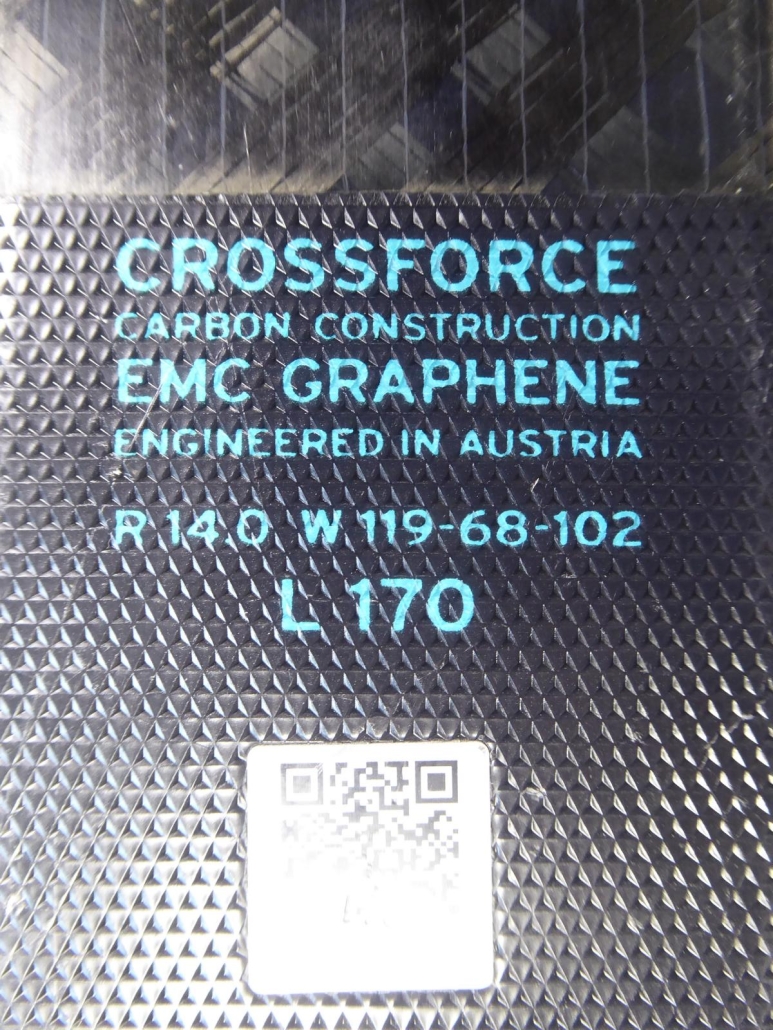 CROSSFORCE
CARBON CONSTRUCTION
EMC GRAPHENE
ENGINEERED IN AUSTRIA
R 14.0 W 119-68-102
L 170